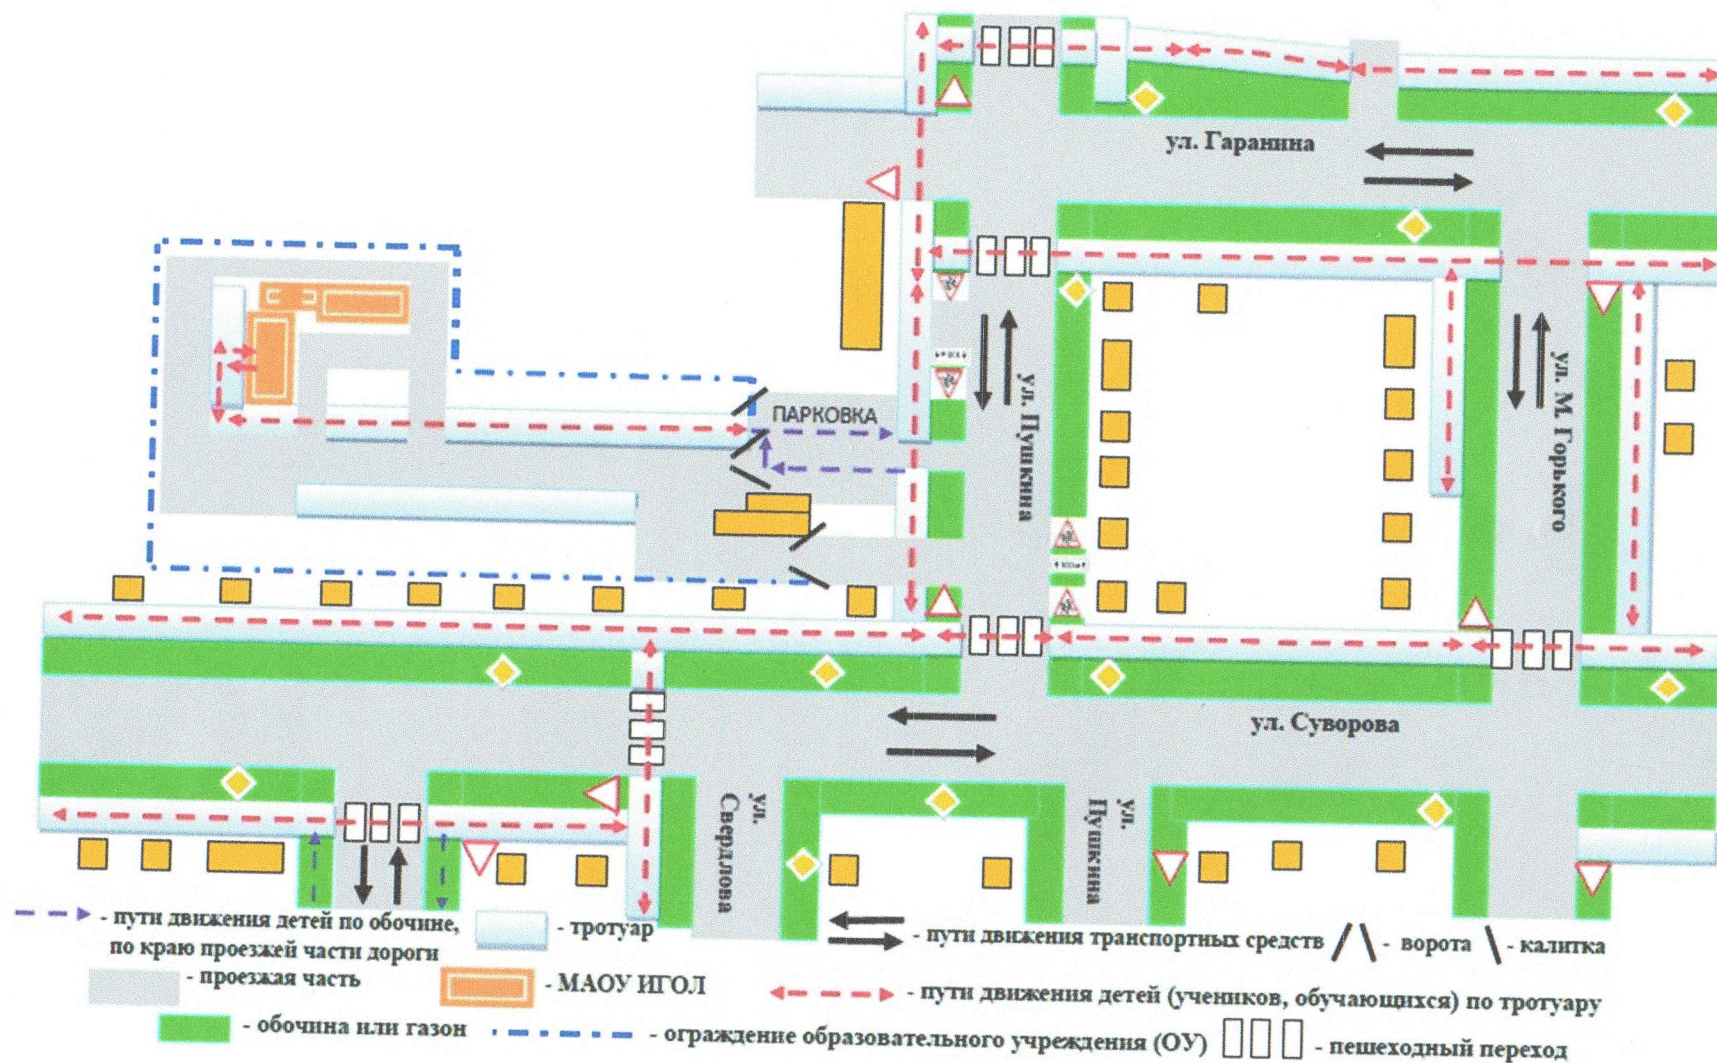 ул. Гаранина
ПАРКОВКА
ул. Пушкина
ул. М. Горького
ул. Суворова
ул.
Свердлова
ул.
Пушкина
- пути движения детей по обочине,
по краю проезжей части дороги
- тротуар
- пути движения транспортных средств
- ворота
- калитка
- проезжая часть
- МАОУ ИГОЛ
- пути движения детей (учеников, обучающихся) по тротуару
- обочина или газон
- ограждение образовательного учреждения (ОУ)
- пешеходный переход